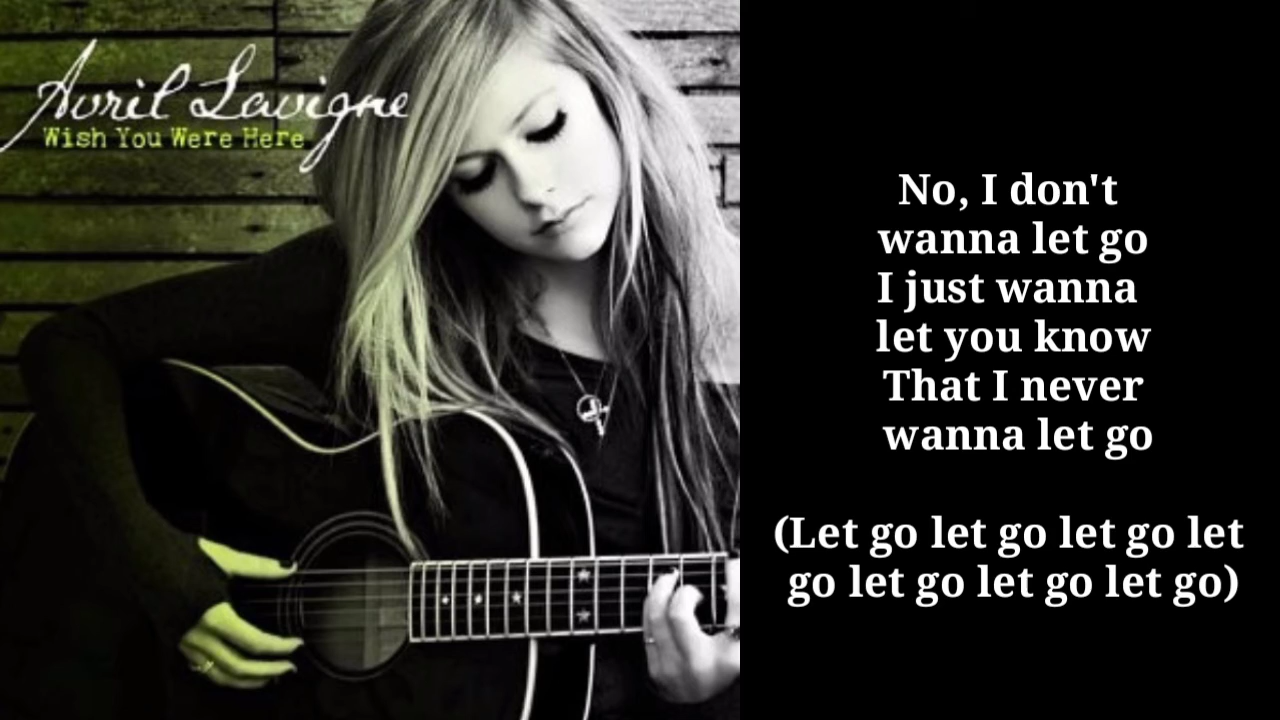 Avril Lavigne
Wish You Were Here
No, I don't
wanna let go
I just wanna
let you know
That I never
wanna let go
(Let go let go let go let
go let go let go let go)